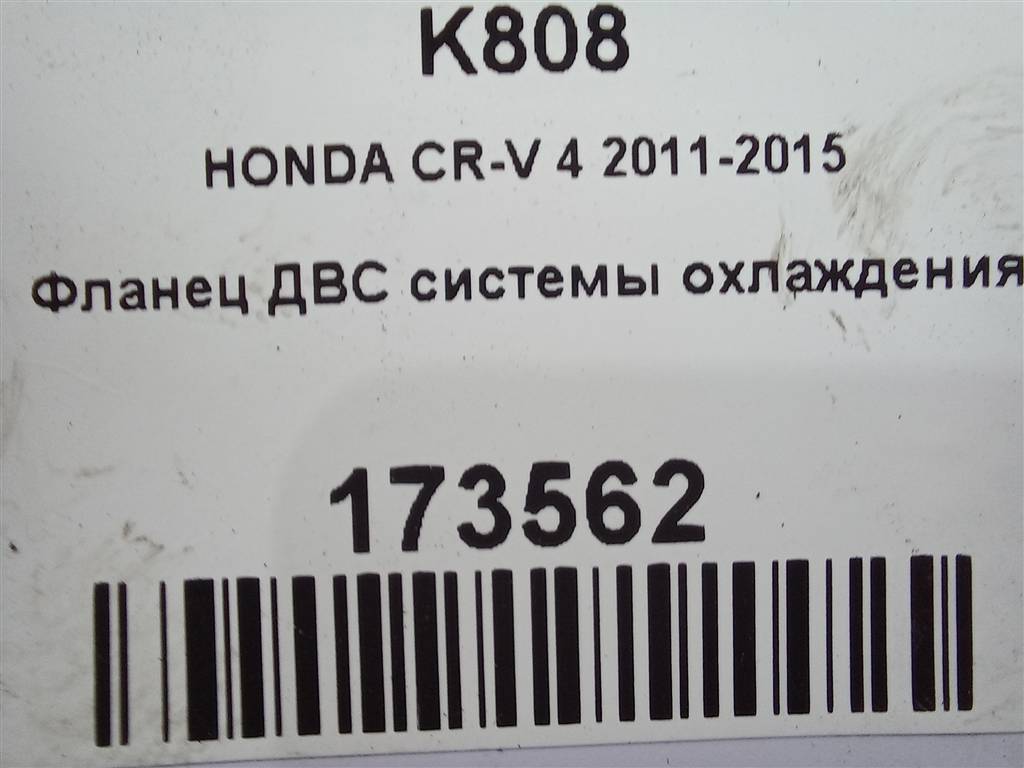 K808
HONDA CR-V 4 2011-2015
Фланец ДВС системы охлаждения
173562